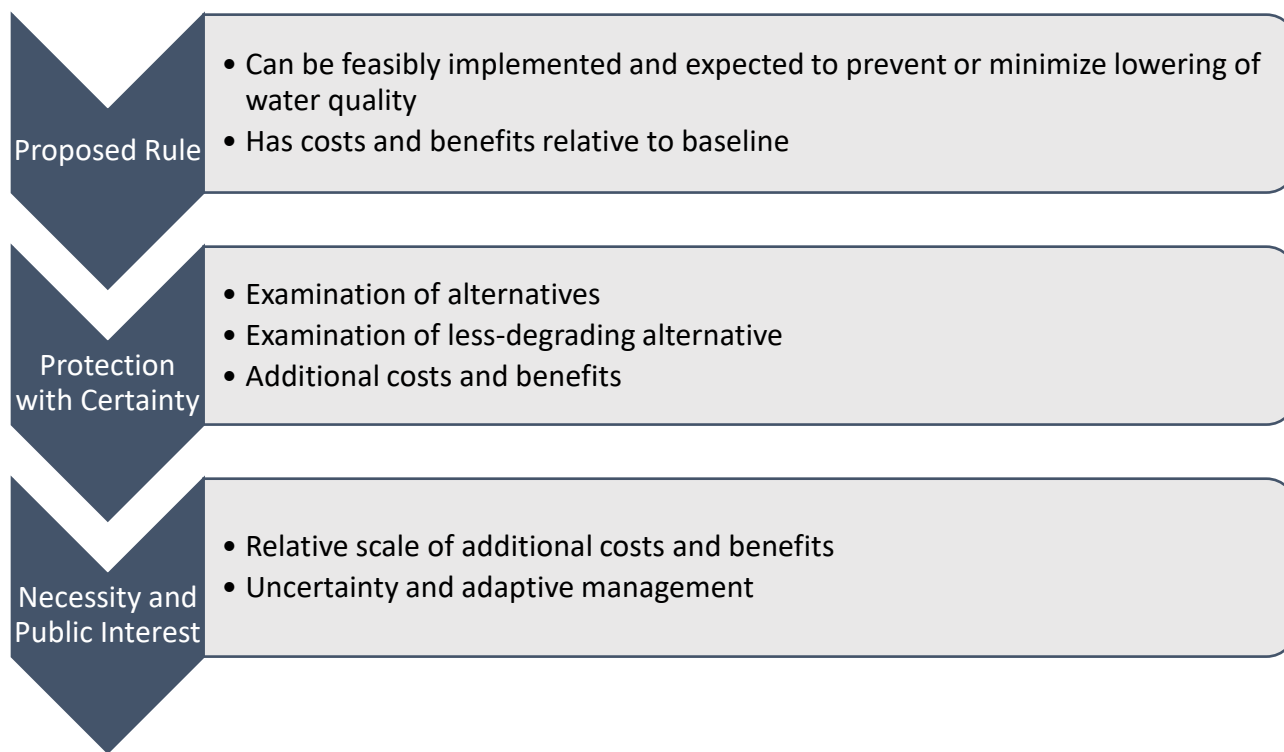 Proposed Rule
• Can be feasibly implemented and expected to prevent or minimize lowering of
water quality
• Has costs and benefits relative to baseline
Protection
with Certainty
• Examination of alternatives
• Examination of less-degrading alternative
• Additional costs and benefits
Necessity and
Public Interest
• Relative scale of additional costs and benefits
• Uncertainty and adaptive management